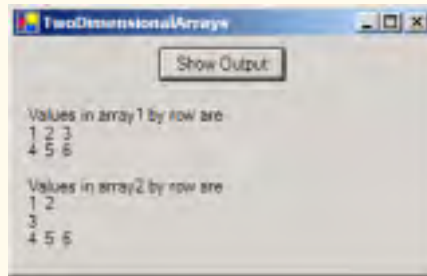 TwoDimensionalArrays
Show Output
Values in array1 by row are
1 2 3
4 5 6
Values in array2 by row are
1 2
3
4 5 6